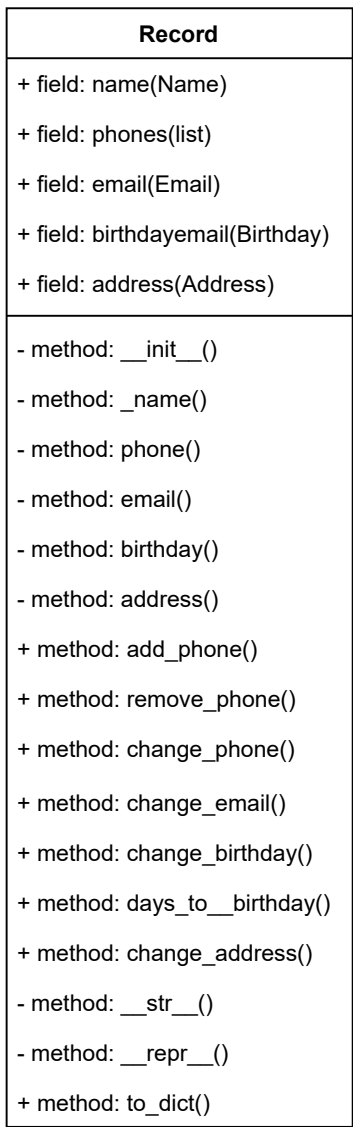 Record
+ field: name(Name)
+ field: phones(list)
+ field: email(Email)
+ field: birthdayemail(Birthday)
+ field: address(Address)
- method: __init__()
- method: _name()
- method: phone()
- method: email()
- method: birthday()
- method: address()
+ method: add_phone()
+ method: remove_phone()
+ method: change_phone()
+ method: change_email()
+ method: change_birthday()
+ method: days_to__birthday()
+ method: change_address()
- method: __str__()
- method: __repr__()
+ method: to_dict()